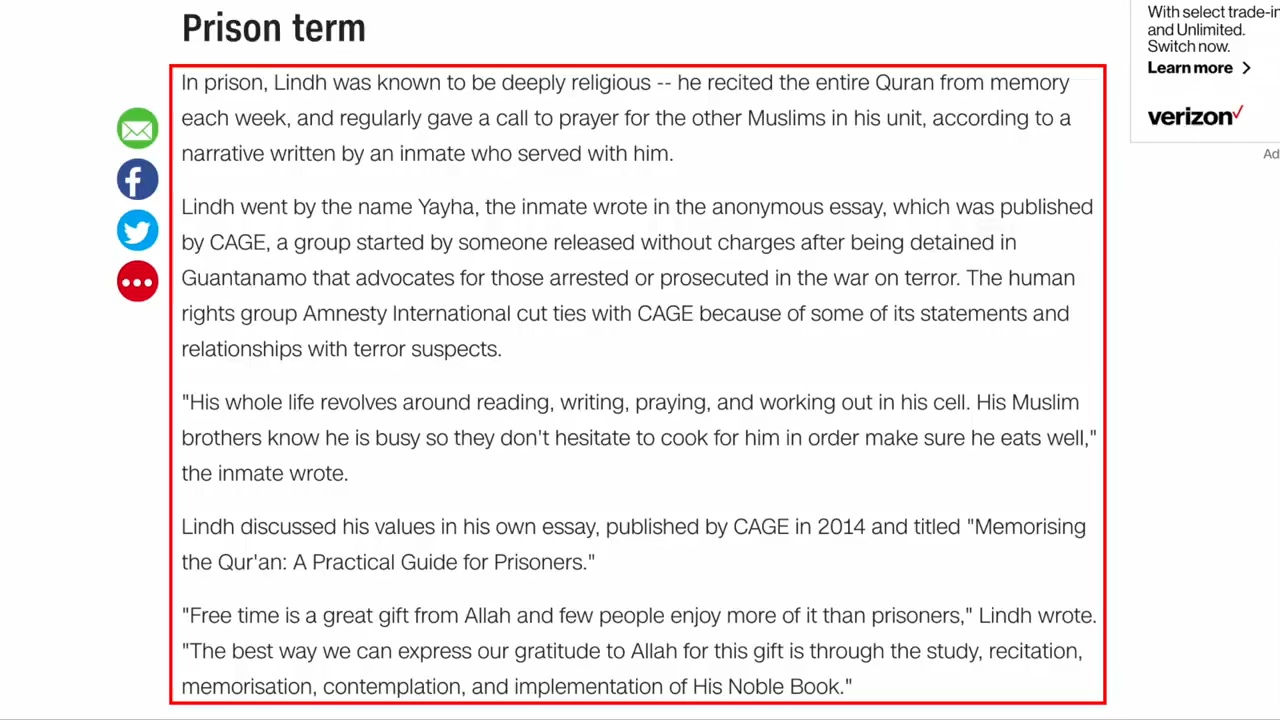 Prison term
In prison, Lindh was known to be deeply religious -- he recited the entire Quran from memory
each week, and regularly gave a call to prayer for the other Muslims in his unit, according to a
narrative written by an inmate who served with him.
Lindh went by the name Yayha, the inmate wrote in the anonymous essay, which was published
by CAGE, a group started by someone released without charges after being detained in
Guantanamo that advocates for those arrested or prosecuted in the war on terror. The human
rights group Amnesty International cut ties with CAGE because of some of its statements and
relationships with terror suspects.
"His whole life revolves around reading, writing, praying, and working out in his cell. His Muslim
brothers know he is busy so they don't hesitate to cook for him in order make sure he eats well,"
the inmate wrote.
Lindh discussed his values in his own essay, published by CAGE in 2014 and titled "Memorising
the Qur'an: A Practical Guide for Prisoners."
"Free time is a great gift from Allah and few people enjoy more of it than prisoners," Lindh wrote.
"The best way we can express our gratitude to Allah for this gift is through the study, recitation,
memorisation, contemplation, and implementation of His Noble Book."
With select trade-in
and Unlimited.
Switch now.
Learn more
verizon
Ad